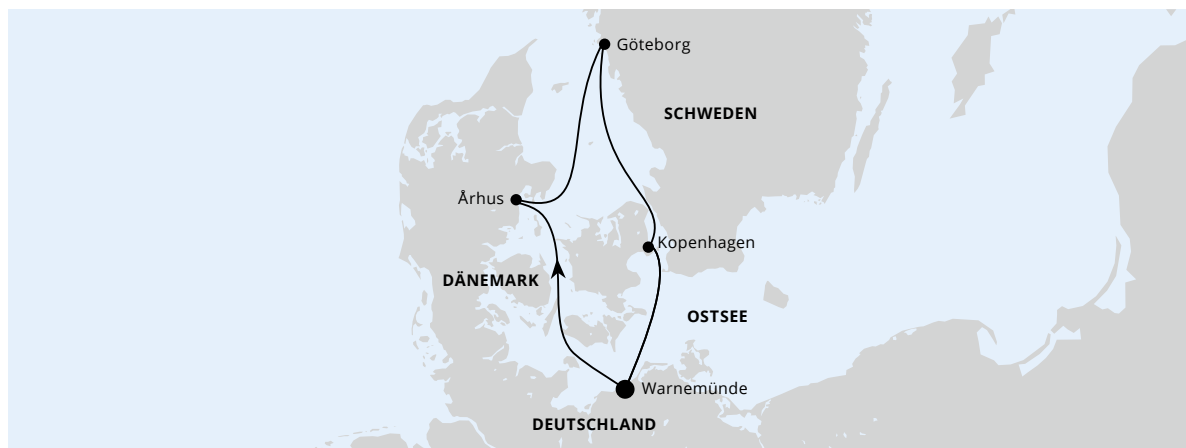 Göteborg
SCHWEDEN
Århus
Kopenhagen
DÄNEMARK
OSTSEE
Warnemünde
DEUTSCHLAND